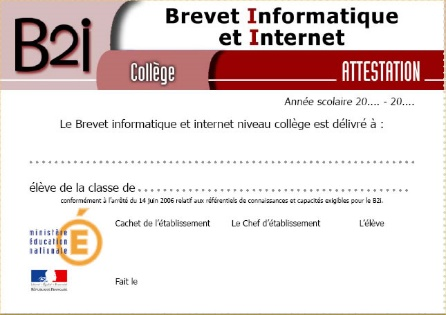 B2i
Brevet Informatique
et Internet
Collège
ATTESTATION
Année scolaire 20.... - 20....
Le Brevet informatique et internet niveau collège est délivré à :
élève de la classe de
conformément à l'arrêté du 14 juin 2006 relatif aux référentiels de connaissances et capacités exigibles pour le B2i.
Cachet de l'établissement Le Chef d'établissement L'élève
ministère
éducation
nationale
Fait le
RÉPUBLIQUE FRANÇAISE